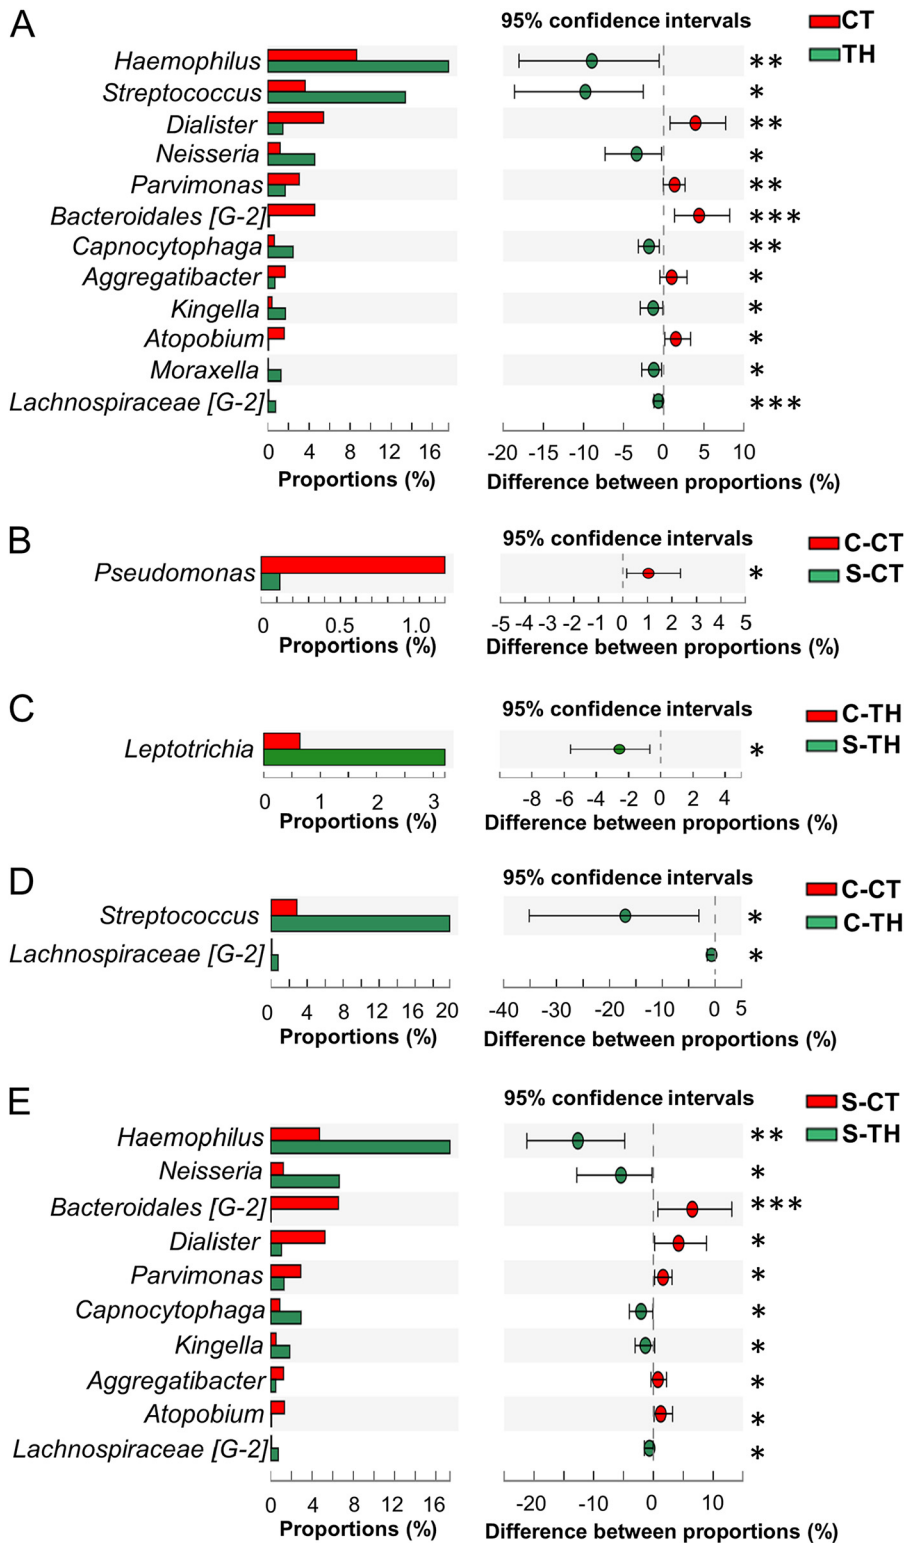 A
95% confidence intervals
CT
TH
Haemophilus **
Streptococcus *
Dialister **
Neisseria *
Parvimonas **
Bacteroidales [G-2] ***
Capnocytophaga **
Aggregatibacter *
Kingella *
Atopobium *
Moraxella *
Lachnospiraceae [G-2] ***
0 4 8 12 16 -20 -15 -10 -5 0 5 10
Proportions (%) Difference between proportions (%)
B
95% confidence intervals
C-CT
S-CT
Pseudomonas *
0 0.5 1.0 -5 -4 -3 -2 -1 0 1 2 3 4 5
Proportions (%) Difference between proportions (%)
C
95% confidence intervals
C-TH
S-TH
Leptotrichia *
0 1 2 3 -8 -6 -4 -2 0 2 4
Proportions (%) Difference between proportions (%)
D
95% confidence intervals
C-CT
C-TH
Streptococcus *
Lachnospiraceae [G-2] *
0 4 8 12 16 20 -40 -30 -20 -10 0 5
Proportions (%) Difference between proportions (%)
E
95% confidence intervals
S-CT
S-TH
Haemophilus **
Neisseria *
Bacteroidales [G-2] ***
Dialister *
Parvimonas *
Capnocytophaga *
Kingella *
Aggregatibacter *
Atopobium *
Lachnospiraceae [G-2] *
0 4 8 12 16 -20 -10 0 10
Proportions (%) Difference between proportions (%)